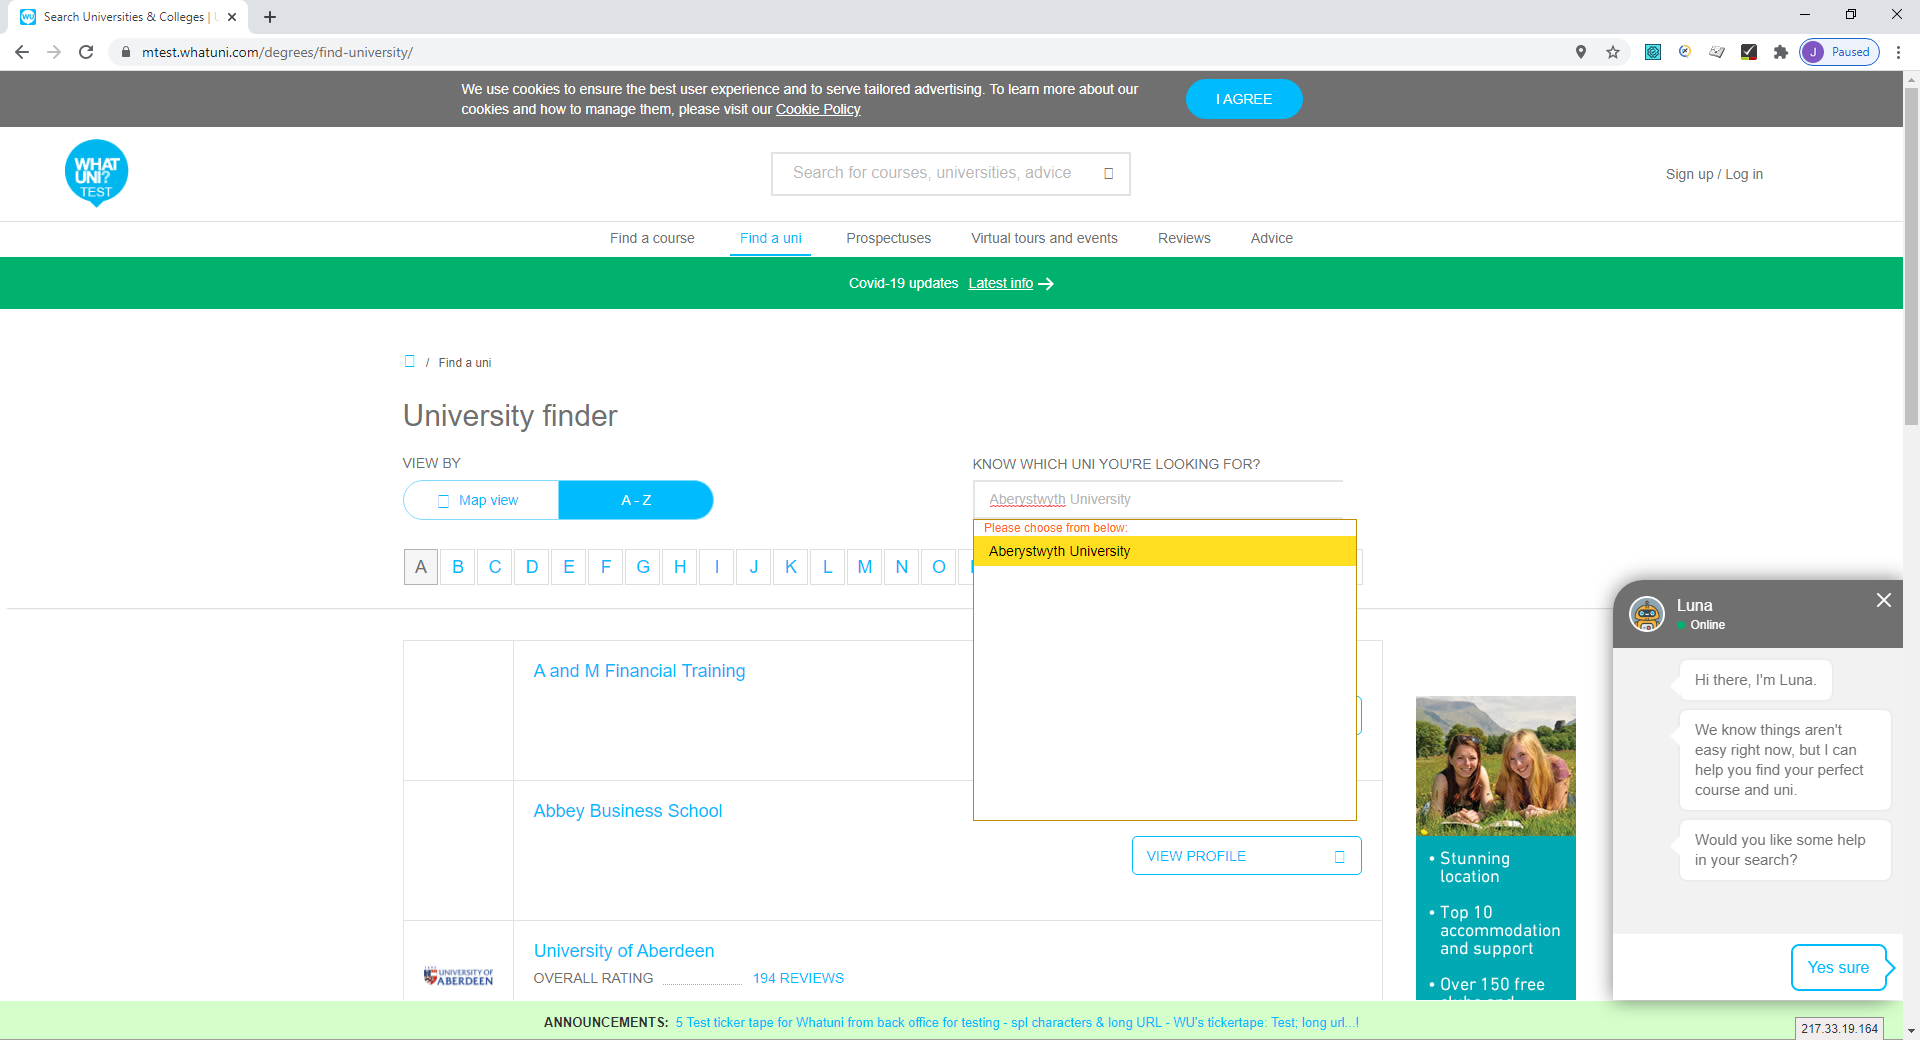 Search Universities & Colleges |
mtest.whatuni.com/degrees/find-university/
J Paused
We use cookies to ensure the best user experience and to serve tailored advertising. To learn more about our
cookies and how to manage them, please visit our Cookie Policy
I AGREE
WHAT
UNI?
TEST
Search for courses, universities, advice
Sign up / Log in
Find a course
Find a uni
Prospectuses
Virtual tours and events
Reviews
Advice
Covid-19 updates Latest info
/ Find a uni
University finder
VIEW BY
Map view
A - Z
KNOW WHICH UNI YOU'RE LOOKING FOR?
Aberystwyth University
Please choose from below:
Aberystwyth University
A B C D E F G H I J K L M N O
A and M Financial Training
Abbey Business School
VIEW PROFILE
UNIVERSITY OF
ABERDEEN
University of Aberdeen
OVERALL RATING 194 REVIEWS
• Stunning
location
• Top 10
accommodation
and support
• Over 150 free
Luna
Online
Hi there, I'm Luna.
We know things aren't
easy right now, but I can
help you find your perfect
course and uni.
Would you like some help
in your search?
Yes sure
ANNOUNCEMENTS: 5 Test ticker tape for Whatuni from back office for testing - spl characters & long URL - WU's tickertape: Test; long url...!
217.33.19.164